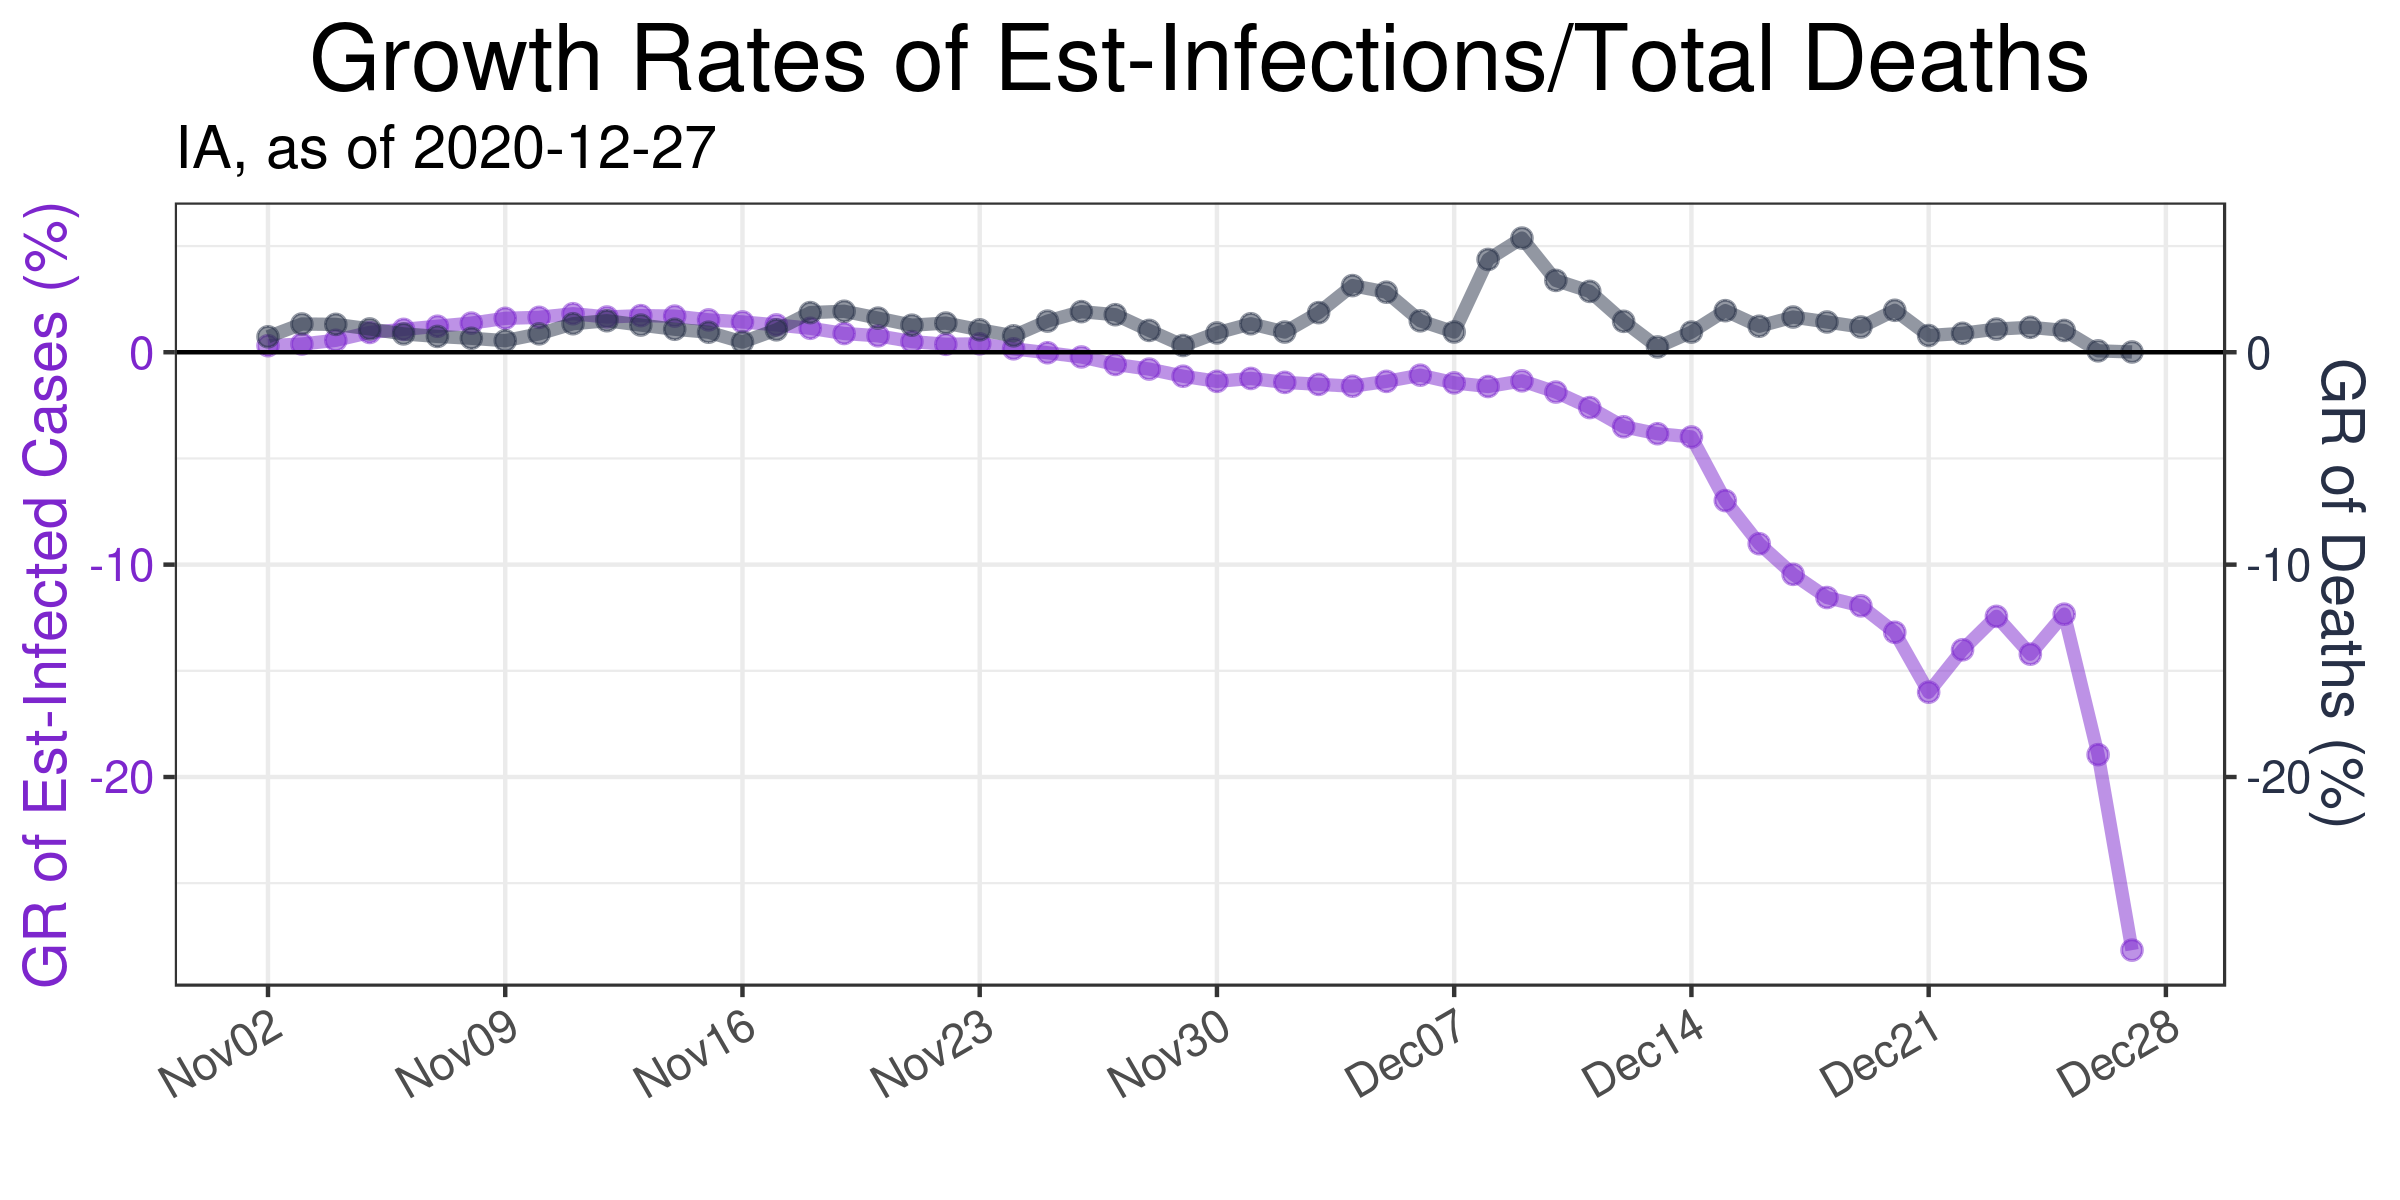 Growth Rates of Est-Infections/Total Deaths
IA, as of 2020-12-27
GR of Est-Infected Cases (%)
0
-10
-20
0
-10
-20
GR of Deaths (%)
Nov02
Nov09
Nov16
Nov23
Nov30
Dec07
Dec14
Dec21
Dec28